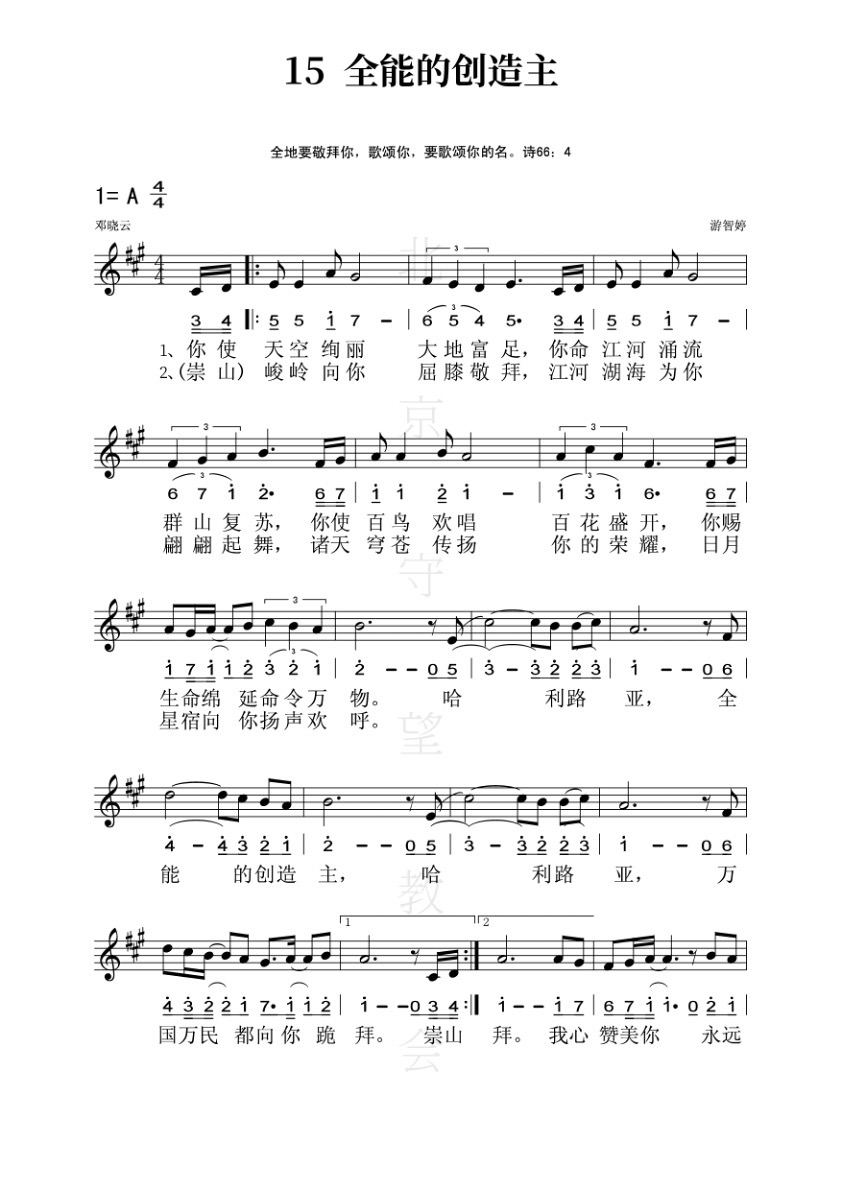 15 全能的创造主
全地要敬拜你，歌颂你，要歌颂你的名。诗66：4
1= A 4/4
邓晓云 游智婷
3 4 5 5 1 7 - 6 5 4 5· 3 4 5 5 1 7 -
1、你使 天空绚丽 大地富足，你命江河涌流
2、(崇山) 峻岭向你 屈膝敬拜，江河湖海为你
6 7 1 2· 6 7 1 1 2 1 - 1 3 1 6· 6 7
群山复苏，你使百鸟欢唱 百花盛开，你赐
翩翩起舞，诸天穹苍传扬 你的荣耀，日月
1 7 1 1 2 3 2 1 2 - - 0 5 3 - 3 2 2 3 1 - - 0 6
生命绵 延命令万 物。 哈 利路 亚， 全
星宿向 你扬声欢 呼。
4 - 4 3 2 1 2 - - 0 5 3 - 3 2 2 3 1 - - 0 6
能 的创造 主， 哈 利路 亚， 万
1 2
4 3 2 2 1 7· 1 1 2 1 - - 0 3 4 1 - - 1 7 6 7 1 1· 0 2 1
国万民 都向你 跪 拜。 崇山 拜。 我心 赞美你 永远
北京守望教会